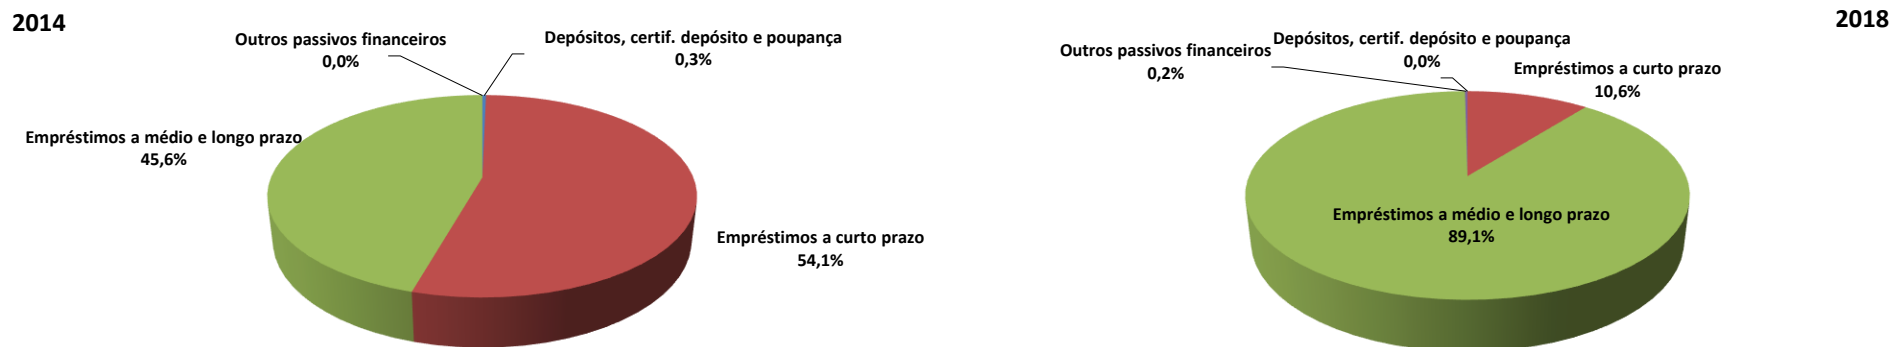 2014
Outros passivos financeiros
0,0%
Depósitos, certif. depósito e poupança
0,3%
Empréstimos a médio e longo prazo
45,6%
Empréstimos a curto prazo
54,1%
2018
Outros passivos financeiros
0,2%
Depósitos, certif. depósito e poupança
0,0%
Empréstimos a curto prazo
10,6%
Empréstimos a médio e longo prazo
89,1%